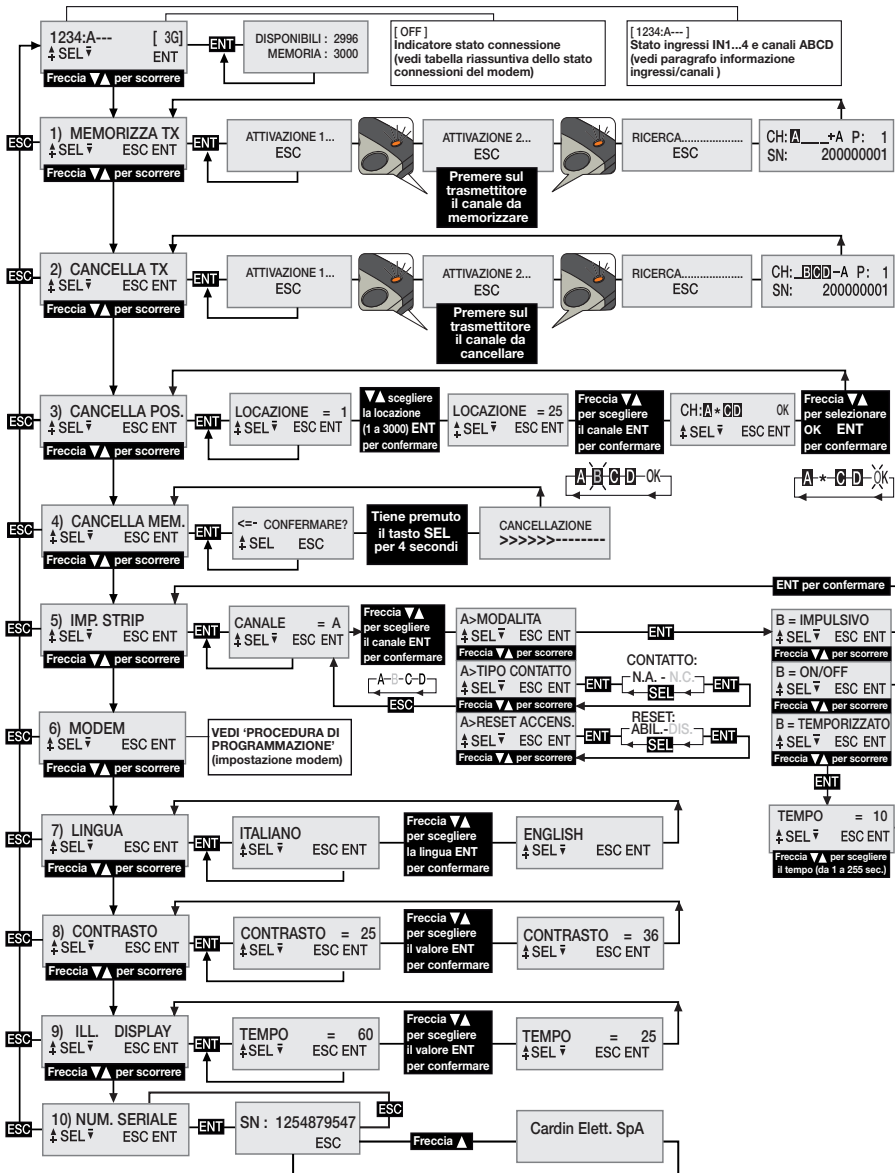 1234:A--- [ 3G]
SEL ENT
Freccia ▼▲ per scorrere
ENT
DISPONIBILI : 2996
MEMORIA : 3000
[ OFF ]
Indicatore stato connessione
(vedi tabella riassuntiva dello stato
connessioni del modem)
[ 1234:A--- ]
Stato ingressi IN1...4 e canali ABCD
(vedi paragrafo informazione
ingressi/canali )
ESC
1) MEMORIZZA TX
SEL ESC ENT
Freccia ▼▲ per scorrere
ENT
ATTIVAZIONE 1...
ESC
ATTIVAZIONE 2...
ESC
Premere sul
trasmettitore
il canale da
memorizzare
RICERCA.....................
ESC
CH:A___+A P: 1
SN: 200000001
ESC
2) CANCELLA TX
SEL ESC ENT
Freccia ▼▲ per scorrere
ENT
ATTIVAZIONE 1...
ESC
ATTIVAZIONE 2...
ESC
Premere sul
trasmettitore
il canale da
cancellare
RICERCA.....................
ESC
CH:_BCD-A P: 1
SN: 200000001
ESC
3) CANCELLA POS.
SEL ESC ENT
Freccia ▼▲ per scorrere
ENT
LOCAZIONE = 1
SEL ESC ENT
▼▲ scegliere
la locazione
(1 a 3000) ENT
per confermare
LOCAZIONE = 25
SEL ESC ENT
Freccia ▼▲
per scegliere
il canale ENT
per confermare
A-B-C-D-OK
CH:A*CD OK
SEL ESC ENT
Freccia ▼▲
per selezionare
OK ENT
per confermare
A-*-C-D-OK
ESC
4) CANCELLA MEM.
SEL ESC ENT
Freccia ▼▲ per scorrere
ENT
<=- CONFERMARE?
SEL ESC
Tiene premuto
il tasto SEL
per 4 secondi
CANCELLAZIONE
>>>>>>--------
ENT per confermare
ESC
5) IMP. STRIP
SEL ESC ENT
Freccia ▼▲ per scorrere
ENT
CANALE = A
SEL ESC ENT
Freccia ▼▲
per scegliere
il canale ENT
per confermare
A-B-C-D
ESC
A>MODALITA
SEL ESC ENT
Freccia ▼▲ per scorrere
ENT
A>TIPO CONTATTO
SEL ESC ENT
Freccia ▼▲ per scorrere
ENT
CONTATTO:
N.A. - N.C.
SEL
ENT
A>RESET ACCENS.
SEL ESC ENT
Freccia ▼▲ per scorrere
ENT
RESET:
ABIL.-DIS.
SEL
ENT
B = IMPULSIVO
SEL ESC ENT
Freccia ▼▲ per scorrere
B = ON/OFF
SEL ESC ENT
Freccia ▼▲ per scorrere
B = TEMPORIZZATO
SEL ESC ENT
Freccia ▼▲ per scorrere
ENT
TEMPO = 10
SEL ESC ENT
Freccia ▼▲ per scegliere
il tempo (da 1 a 255 sec.)
ESC
6) MODEM
SEL ESC ENT
Freccia ▼▲ per scorrere
VEDI ‘PROCEDURA DI
PROGRAMMAZIONE’
(impostazione modem)
ESC
7) LINGUA
SEL ESC ENT
Freccia ▼▲ per scorrere
ENT
ITALIANO
SEL ESC ENT
Freccia ▼▲
per scegliere
la lingua ENT
per confermare
ENGLISH
SEL ESC ENT
ESC
8) CONTRASTO
SEL ESC ENT
Freccia ▼▲ per scorrere
ENT
CONTRASTO = 25
SEL ESC ENT
Freccia ▼▲
per scegliere
il valore ENT
per confermare
CONTRASTO = 36
SEL ESC ENT
ESC
9) ILL. DISPLAY
SEL ESC ENT
Freccia ▼▲ per scorrere
ENT
TEMPO = 60
SEL ESC ENT
Freccia ▼▲
per scegliere
il valore ENT
per confermare
TEMPO = 25
SEL ESC ENT
ESC
10) NUM. SERIALE
SEL ESC ENT
ENT
SN : 1254879547
ESC
ESC
Freccia ▲
Cardin Elett. SpA